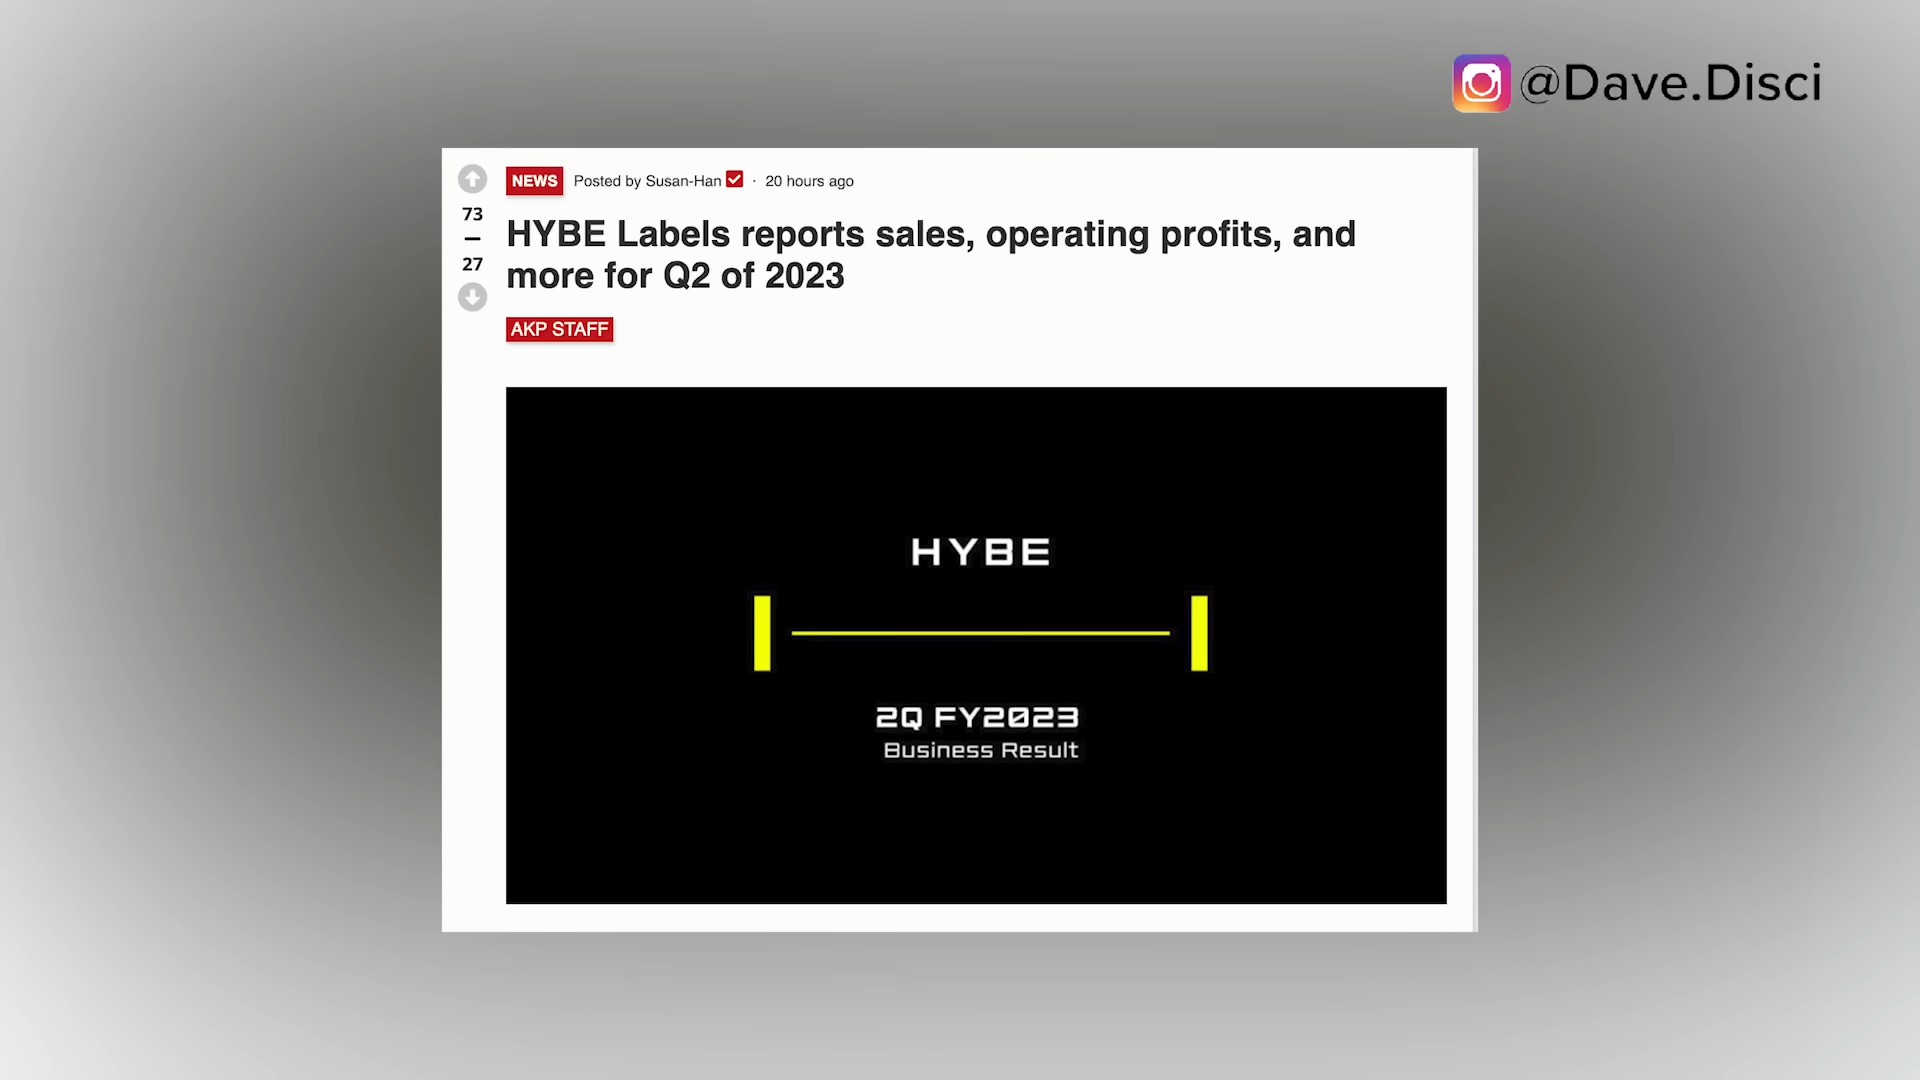 @Dave.Disci
NEWS Posted by Susan-Han · 20 hours ago
73
27
HYBE Labels reports sales, operating profits, and
more for Q2 of 2023
AKP STAFF
HYBE
2Q FY2023
Business Result